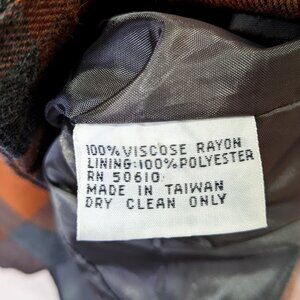 100% VISCOSE RAYON
LINING:100% POLYESTER
RN 50610
MADE IN TAIWAN
DRY CLEAN ONLY